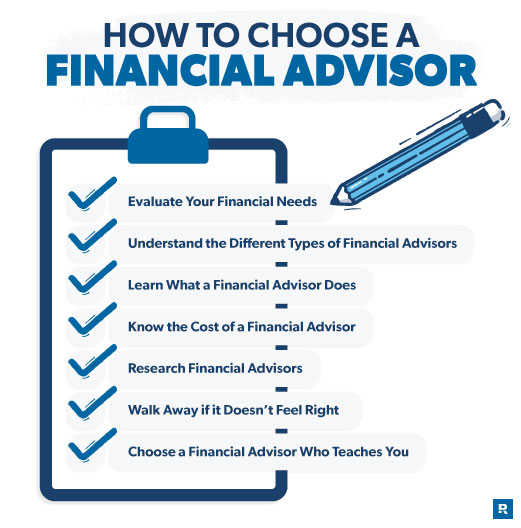 HOW TO CHOOSE A
FINANCIAL ADVISOR
Evaluate Your Financial Needs
Understand the Different Types of Financial Advisors
Learn What a Financial Advisor Does
Know the Cost of a Financial Advisor
Research Financial Advisors
Walk Away if it Doesn't Feel Right
Choose a Financial Advisor Who Teaches You
R